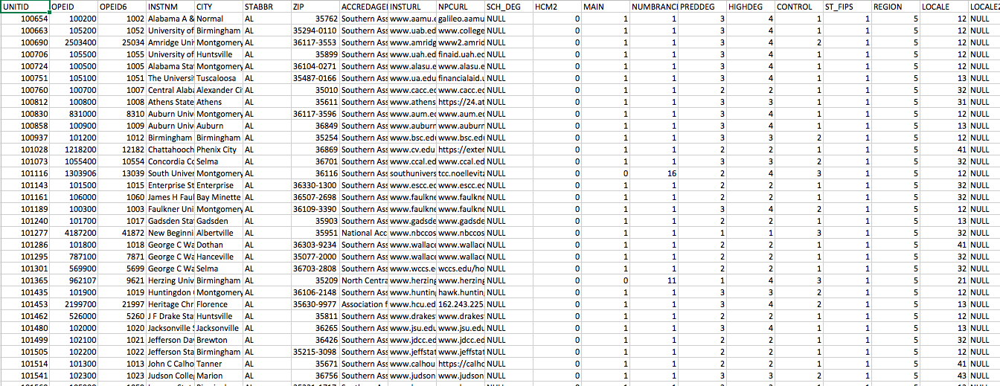 UNITID OPEID OPEID6 INSTNM CITY STABBR ZIP ACCREDAGE INSTURL NPCURL SCH_DEG HCM2 MAIN NUMBRANC PREDDEG HIGHDEG CONTROL ST_FIPS REGION LOCALE LOCALE2
100654 100200 1002 Alabama A & Normal AL 35762 Southern Ass www.aamu.e galileo.aamu NULL 0 1 1 3 4 1 1 5 12 NULL
100663 105200 1052 University of Birmingham AL 35294-0110 Southern Ass www.uab.ed www.college NULL 0 1 1 3 4 1 1 5 12 NULL
100690 2503400 25034 Amridge Uni Montgomery AL 36117-3553 Southern Ass www.amridg www2.amrid NULL 0 1 1 3 4 2 1 5 12 NULL
100706 105500 1055 University of Huntsville AL 35899 Southern Ass www.uah.ed finaid.uah.ec NULL 0 1 1 3 4 1 1 5 12 NULL
100724 100500 1005 Alabama Stat Montgomery AL 36104-0271 Southern Ass www.alasu.e www.alasu.e NULL 0 1 1 3 4 1 1 5 12 NULL
100751 105100 1051 The Universit Tuscaloosa AL 35487-0166 Southern Ass www.ua.edu financialaid.u NULL 0 1 1 3 4 1 1 5 13 NULL
100760 100700 1007 Central Alaba Alexander Cit AL 35010 Southern Ass www.cacc.ec www.cacc.ec NULL 0 1 1 2 2 1 1 5 32 NULL
100812 100800 1008 Athens State Athens AL 35611 Southern Ass www.athens https://24.at NULL 0 1 1 3 3 1 1 5 31 NULL
100830 831000 8310 Auburn Univ Montgomery AL 36117-3596 Southern Ass www.aum.ec www.aum.ec NULL 0 1 1 3 4 1 1 5 12 NULL
100858 100900 1009 Auburn Univ Auburn AL 36849 Southern Ass www.auburr www.auburr NULL 0 1 1 3 4 1 1 5 13 NULL
100937 101200 1012 Birmingham Birmingham AL 35254 Southern Ass www.bsc.edu www.bsc.edu NULL 0 1 1 3 3 2 1 5 12 NULL
101028 1218200 12182 Chattahooch Phenix City AL 36869 Southern Ass www.cv.edu https://exter NULL 0 1 1 2 2 1 1 5 41 NULL
101073 1055400 10554 Concordia Cc Selma AL 36701 Southern Ass www.ccal.ed www.ccal.ed NULL 0 1 1 3 3 2 1 5 32 NULL
101116 1303906 13039 South Univer Montgomery AL 36116 Southern Ass southunivers tcc.noellevitz NULL 0 0 16 2 4 3 1 5 12 NULL
101143 101500 1015 Enterprise St Enterprise AL 36330-1300 Southern Ass www.escc.ec www.escc.ec NULL 0 1 1 2 2 1 1 5 32 NULL
101161 106000 1060 James H Faul Bay Minette AL 36507-2698 Southern Ass www.faulkne www.faulkne NULL 0 1 1 2 2 1 1 5 32 NULL
101189 100300 1003 Faulkner Uni Montgomery AL 36109-3390 Southern Ass www.faulkne www.faulkne NULL 0 1 1 3 4 2 1 5 12 NULL
101240 101700 1017 Gadsden Stat Gadsden AL 35903 Southern Ass www.gadsde www.gadsde NULL 0 1 1 2 2 1 1 5 13 NULL
101277 4187200 41872 New Beginni Albertville AL 35951 National Acc www.nbccos www.nbccos NULL 0 1 1 1 1 3 1 5 32 NULL
101286 101800 1018 George C Wa Dothan AL 36303-9234 Southern Ass www.wallace www.wallace NULL 0 1 1 2 2 1 1 5 41 NULL
101295 787100 7871 George C Wa Hanceville AL 35077-2000 Southern Ass www.wallace www.wallace NULL 0 1 1 2 2 1 1 5 32 NULL
101301 569900 5699 George C Wa Selma AL 36703-2808 Southern Ass www.wccs.e wccs.edu/ho NULL 0 1 1 2 2 1 1 5 32 NULL
101365 962107 9621 Herzing Univ Birmingham AL 35209 North Centra www.herzing www.herzing NULL 0 0 11 1 4 3 1 5 21 NULL
101435 101900 1019 Huntingdon Montgomery AL 36106-2148 Southern Ass www.huntin hawk.huntin NULL 0 1 1 3 3 2 1 5 12 NULL
101453 2199700 21997 Heritage Chr Florence AL 35630-9977 Association f www.hcu.ed 162.243.225 NULL 0 1 1 3 4 2 1 5 13 NULL
101462 526000 5260 J F Drake Sta Huntsville AL 35811 Southern Ass www.drakes www.drakes NULL 0 1 1 2 2 1 1 5 12 NULL
101480 102000 1020 Jacksonville S Jacksonville AL 36265 Southern Ass www.jsu.edu www.jsu.edu NULL 0 1 1 3 4 1 1 5 13 NULL
101499 102100 1021 Jefferson Dav Brewton AL 36426 Southern Ass www.jdcc.ed www.jdcc.ed NULL 0 1 1 2 2 1 1 5 32 NULL
101505 102200 1022 Jefferson Sta Birmingham AL 35215-3098 Southern Ass www.jeffstat www.jeffstat NULL 0 1 1 2 2 1 1 5 12 NULL
101514 101300 1013 John C Calho Tanner AL 35671 Southern Ass www.calhou https://calhc NULL 0 1 1 2 2 1 1 5 41 NULL
101541 102300 1023 Judson Colle Marion AL 36756 Southern Ass www.judson www.judson NULL 0 1 1 3 3 2 1 5 43 NULL